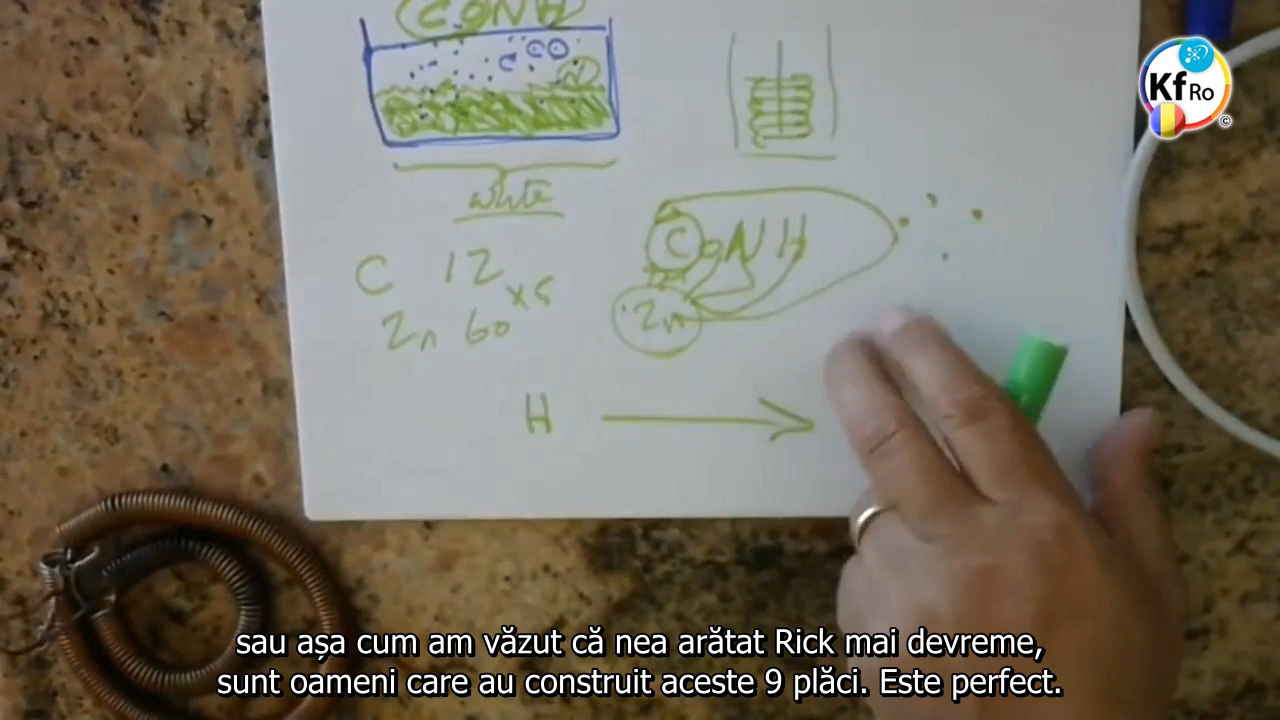 CONH
Kf Ro
©
white
CONH
C 12
x5
Zn 60
Zn
H
sau așa cum am văzut că nea arătat Rick mai devreme,
sunt oameni care au construit aceste 9 plăci. Este perfect.